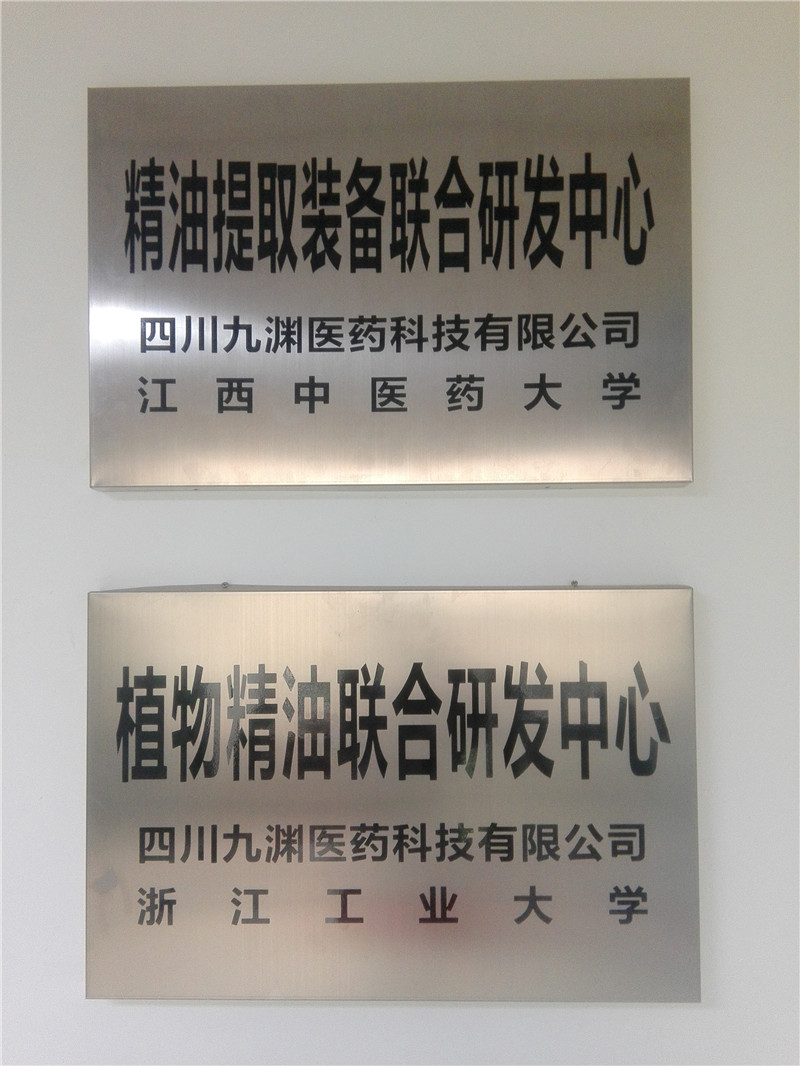 精油提取装备联合研发中心
四川九渊医药科技有限公司
江西中医药大学
植物精油联合研发中心
四川九渊医药科技有限公司
浙江工业大学